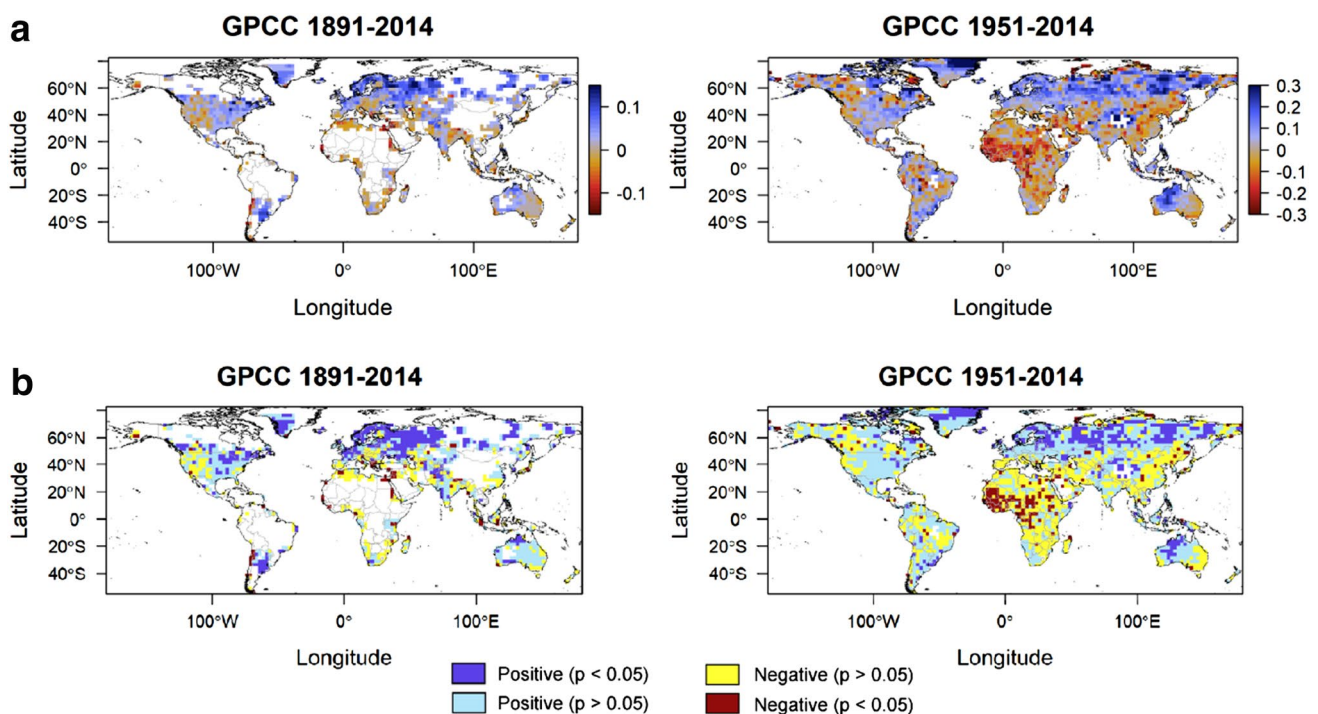 a
GPCC 1891-2014
GPCC 1951-2014
Latitude
60°N
40°N
20°N
0°
20°S
40°S
100°W
0°
100°E
Longitude
0.1
0
-0.1
Latitude
60°N
40°N
20°N
0°
20°S
40°S
100°W
0°
100°E
Longitude
0.3
0.2
0.1
0
-0.1
-0.2
-0.3
b
GPCC 1891-2014
GPCC 1951-2014
Latitude
60°N
40°N
20°N
0°
20°S
40°S
100°W
0°
100°E
Longitude
Latitude
60°N
40°N
20°N
0°
20°S
40°S
100°W
0°
100°E
Longitude
Positive (p < 0.05)
Positive (p > 0.05)
Negative (p > 0.05)
Negative (p < 0.05)